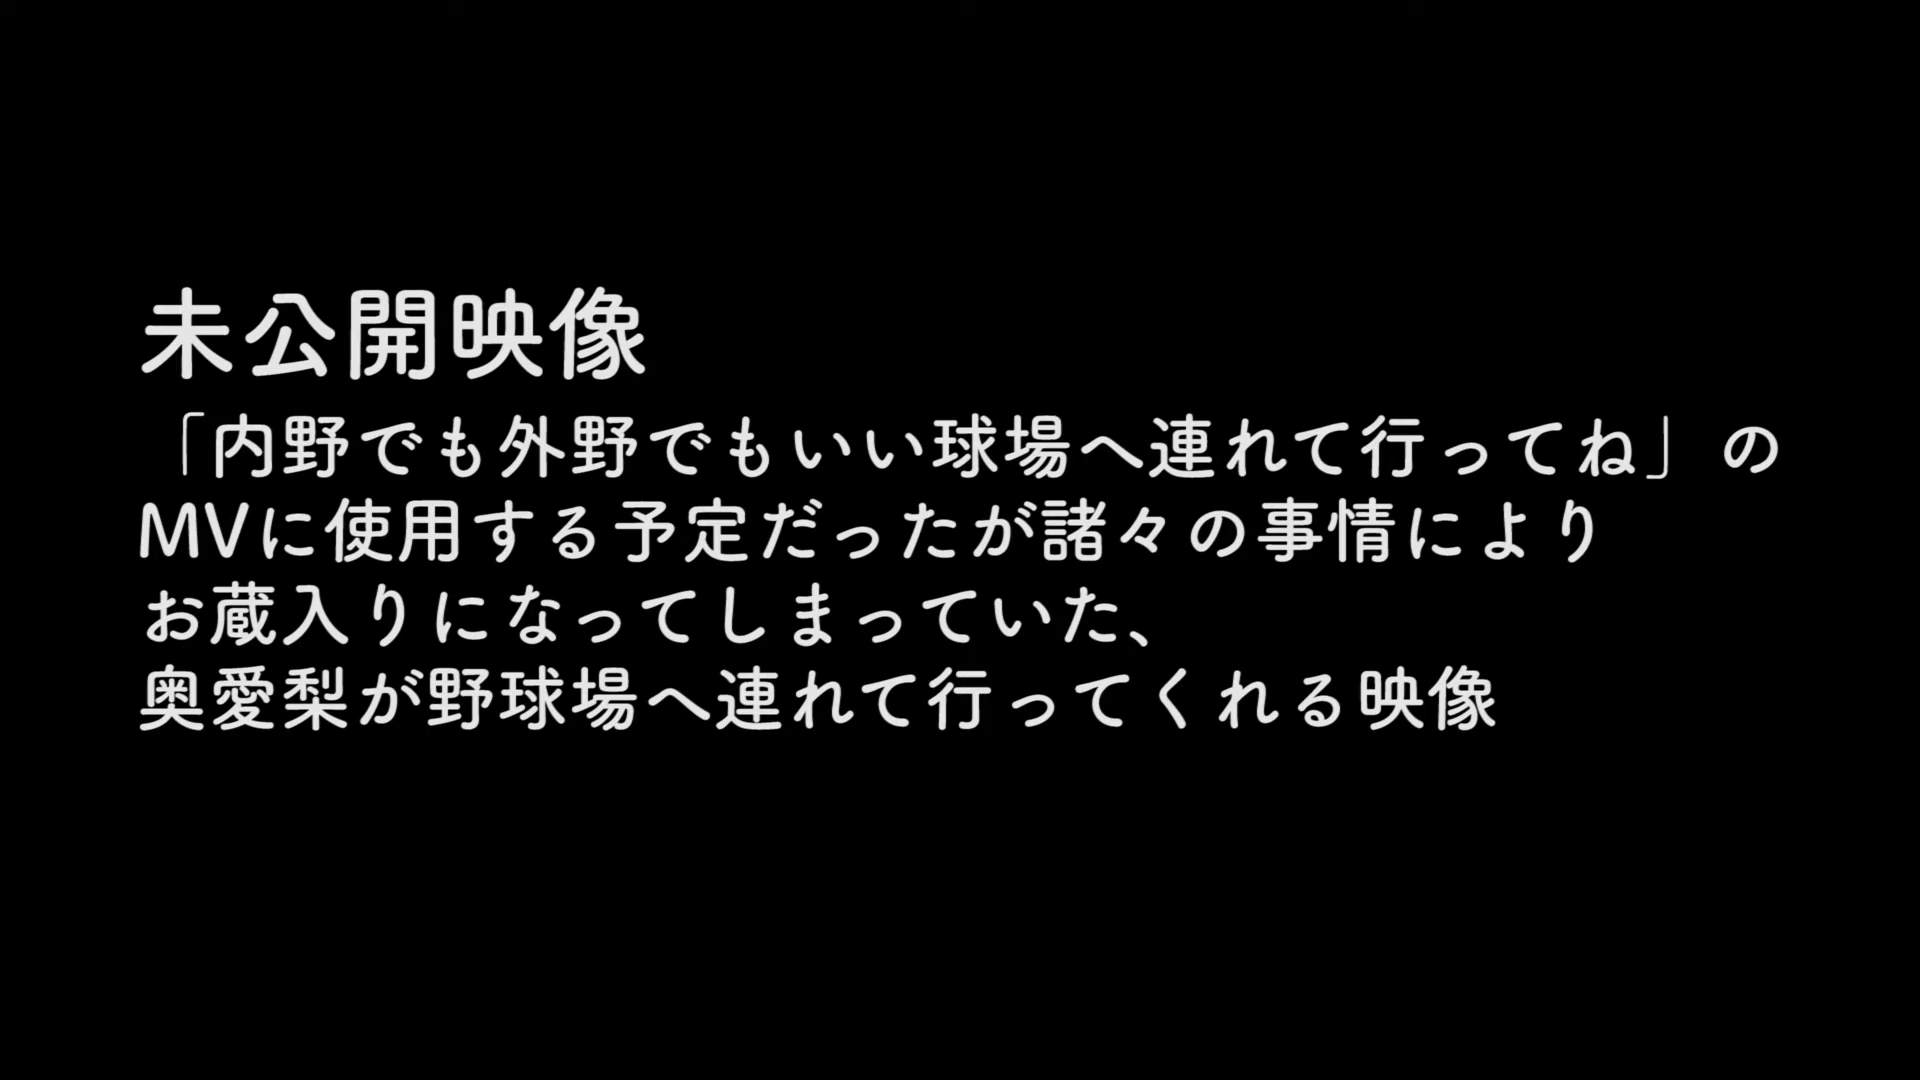 未公開映像
「内野でも外野でもいい球場へ連れて行ってね」の
MVに使用する予定だったが諸々の事情により
お蔵入りになってしまっていた、
奥愛梨が野球場へ連れて行ってくれる映像